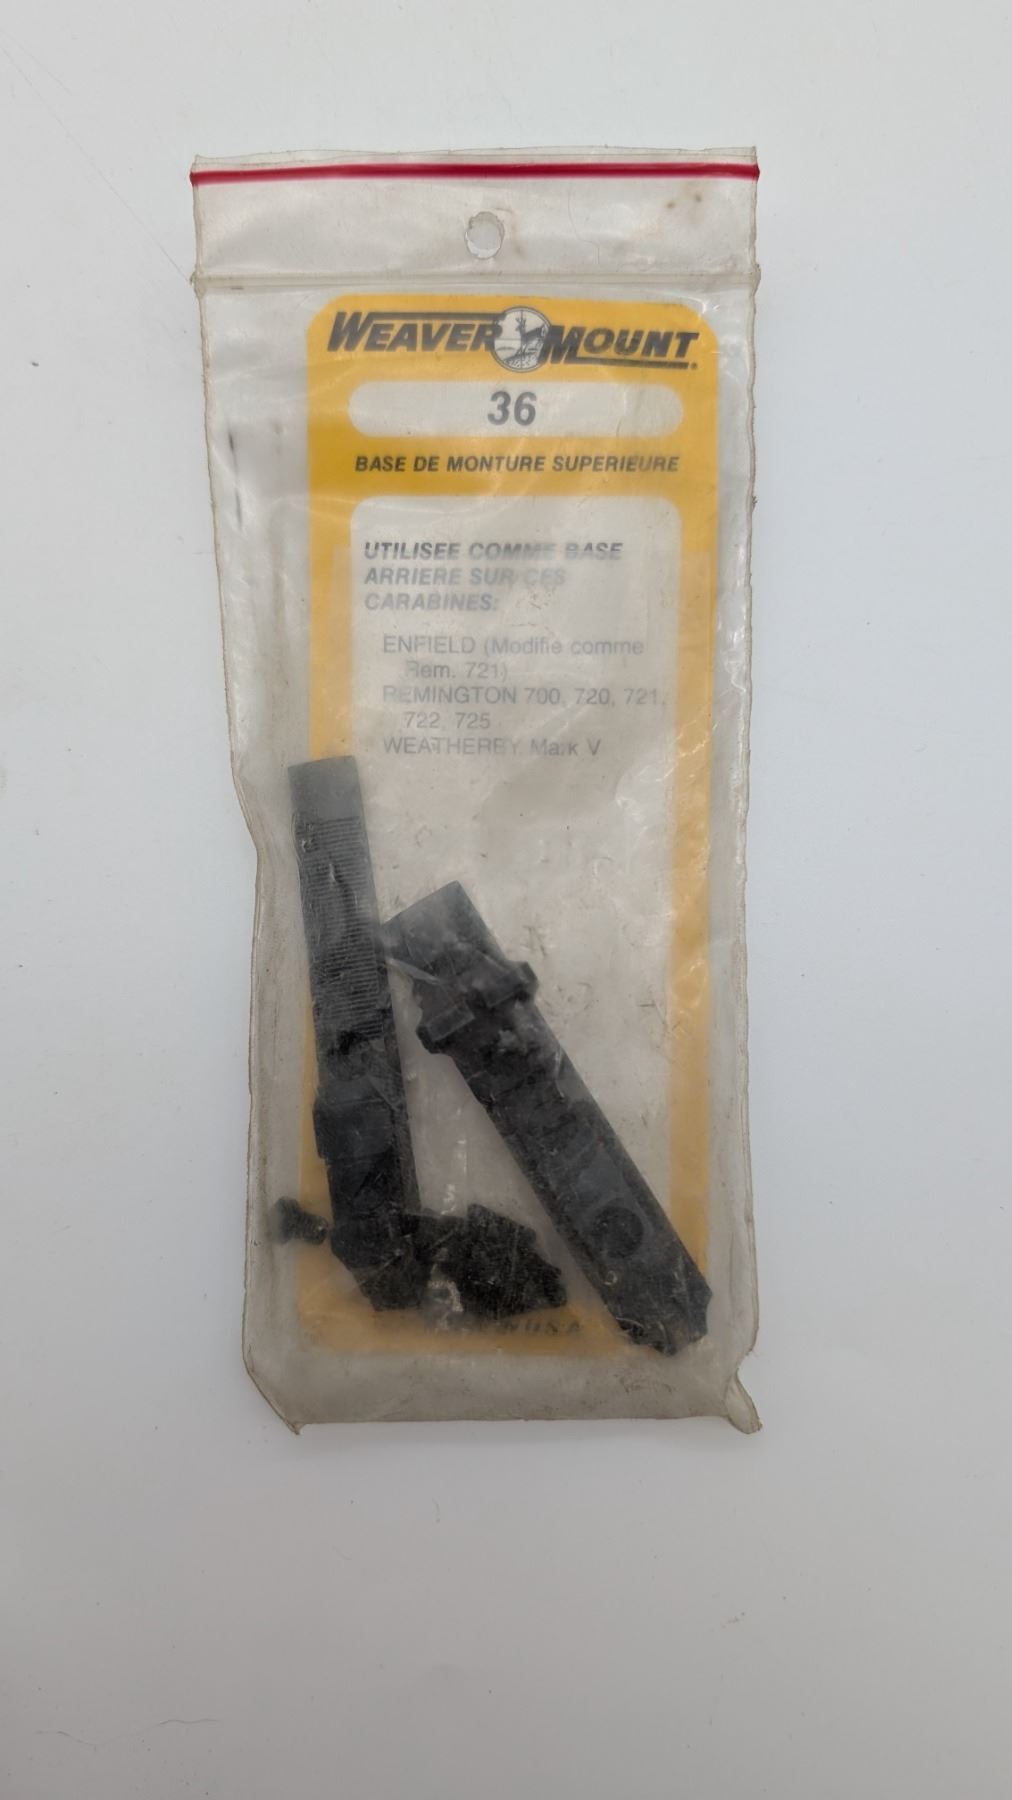 WEAVER MOUNT
36
BASE DE MONTURE SUPERIEURE
UTILISEE COMME BASE
ARRIERE SUR CES
CARABINES:
ENFIELD (Modifie comme
Rem. 721)
REMINGTON 700, 720, 721,
722, 725
WEATHERBY, Mark V